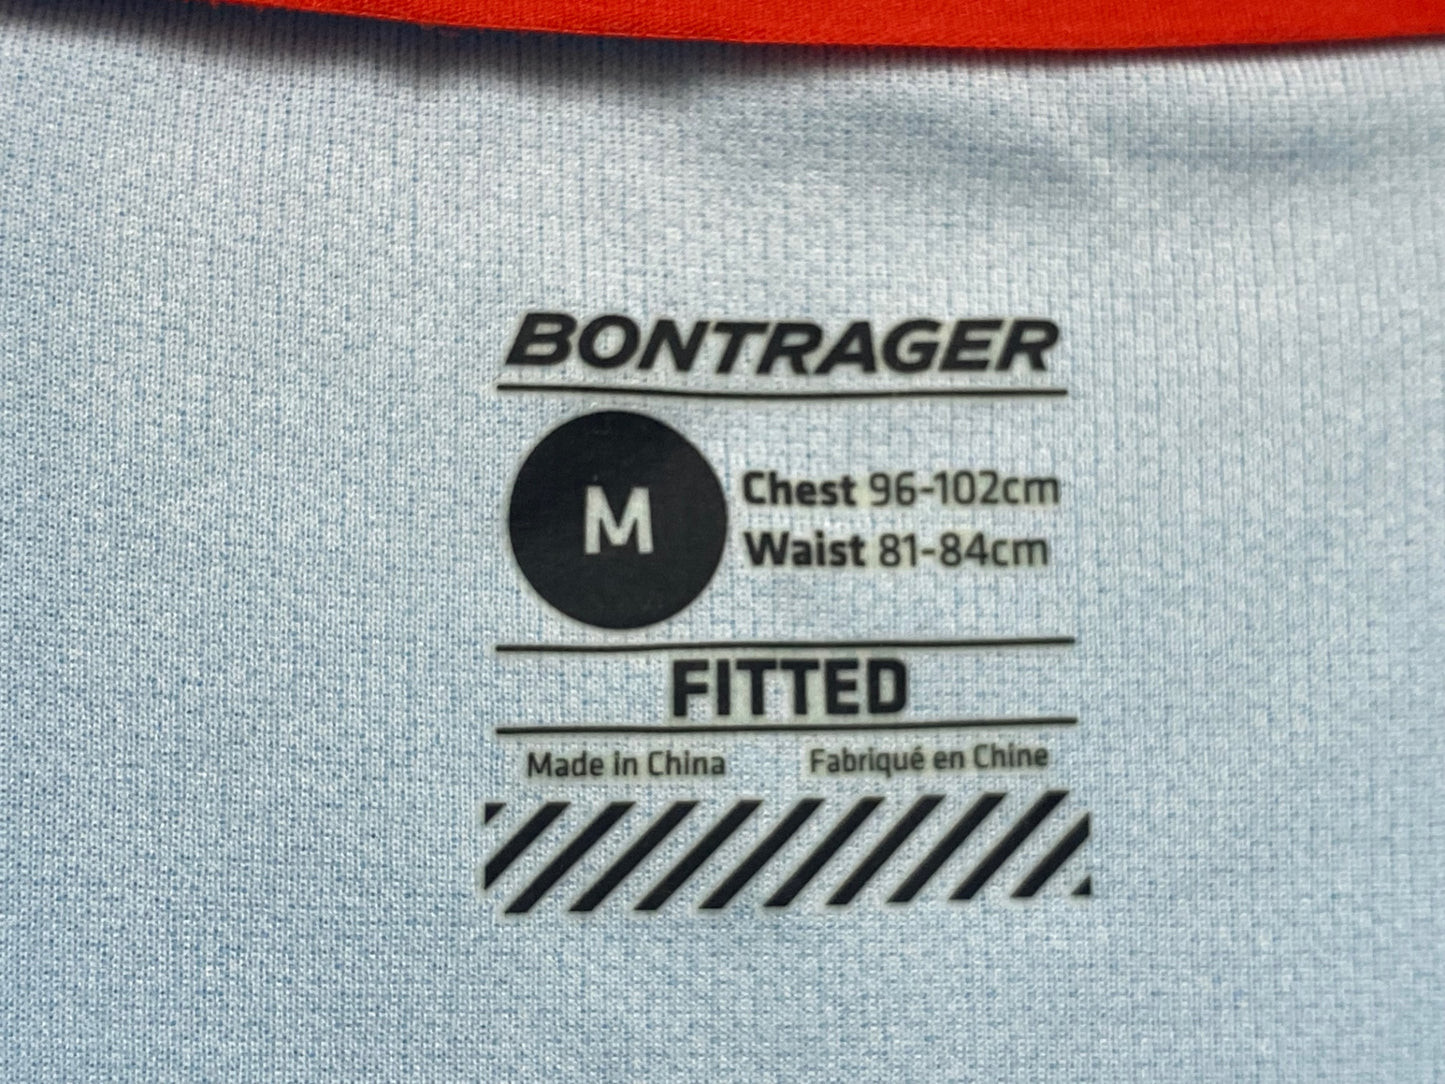 BONTRAGER
M
Chest 96-102cm
Waist 81-84cm
FITTED
Made in China Fabriqué en Chine